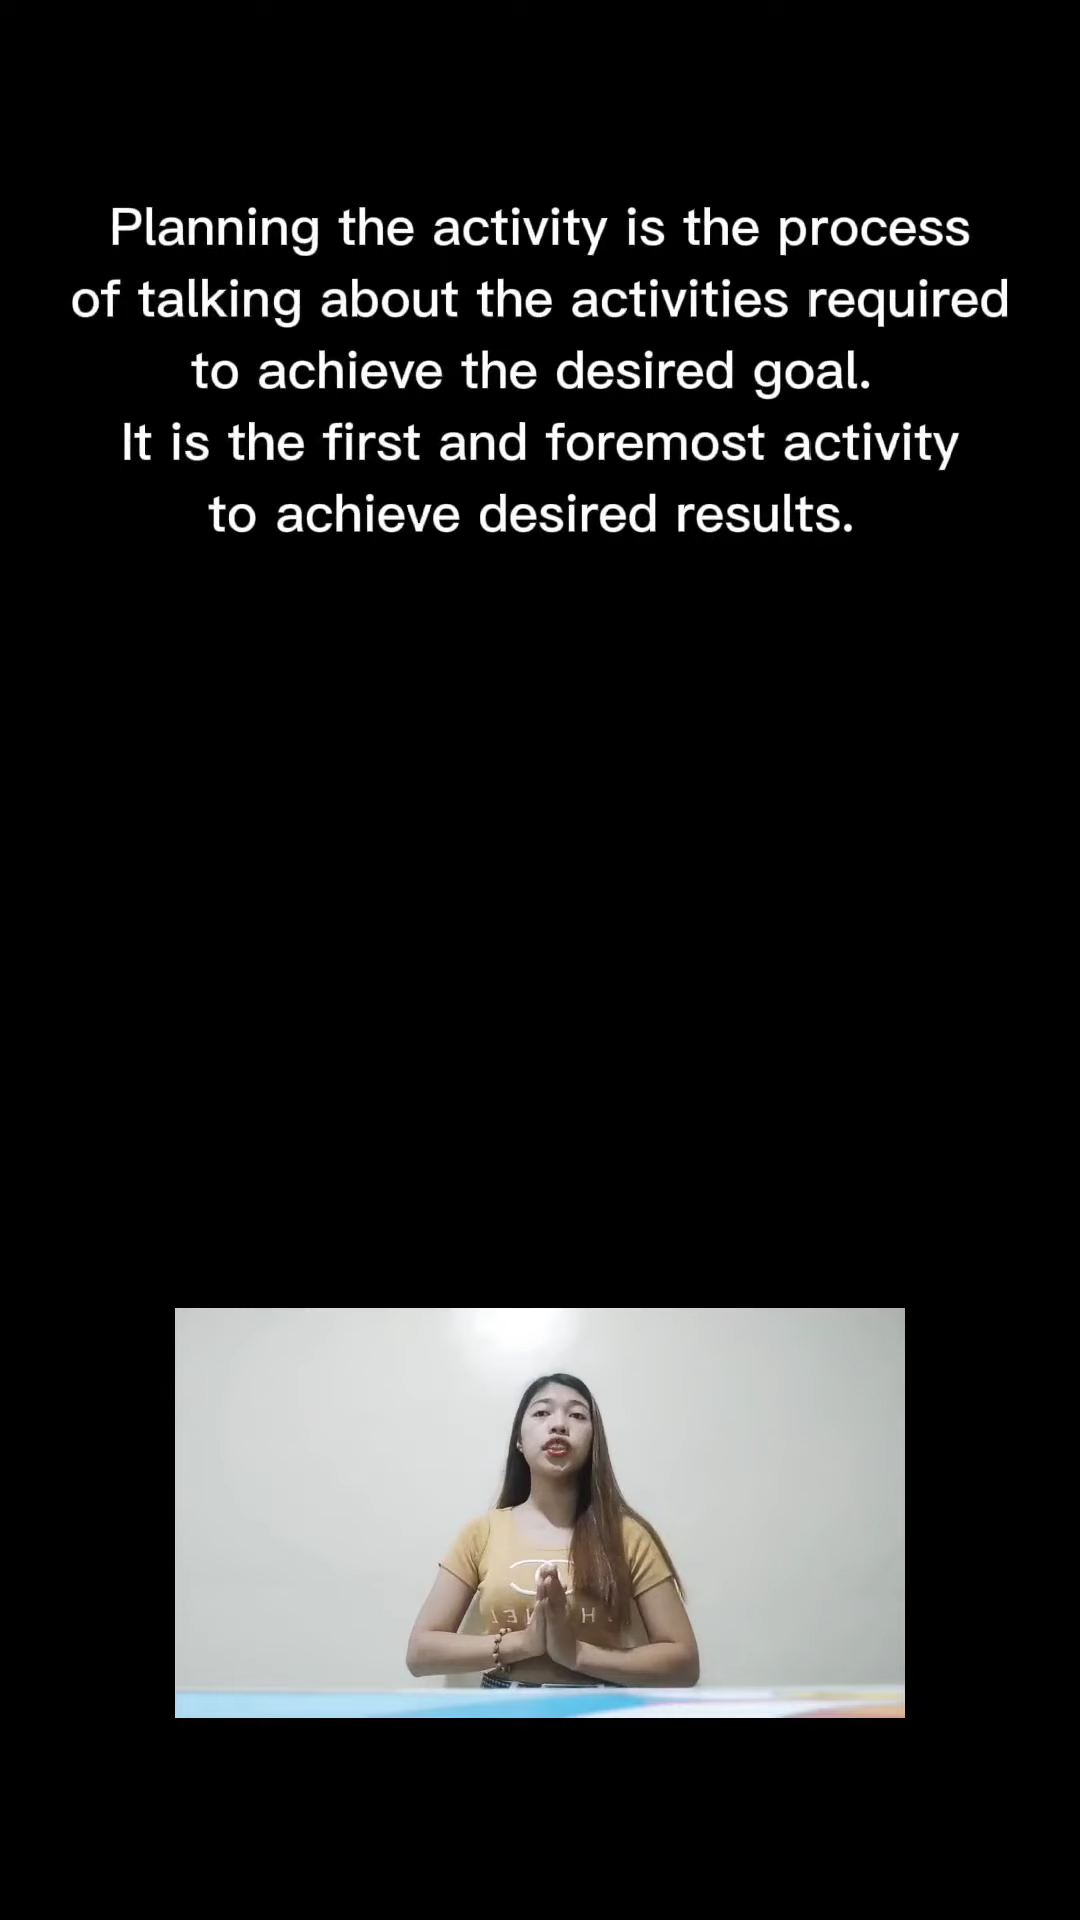 Planning the activity is the process
of talking about the activities required
to achieve the desired goal.
It is the first and foremost activity
to achieve desired results.